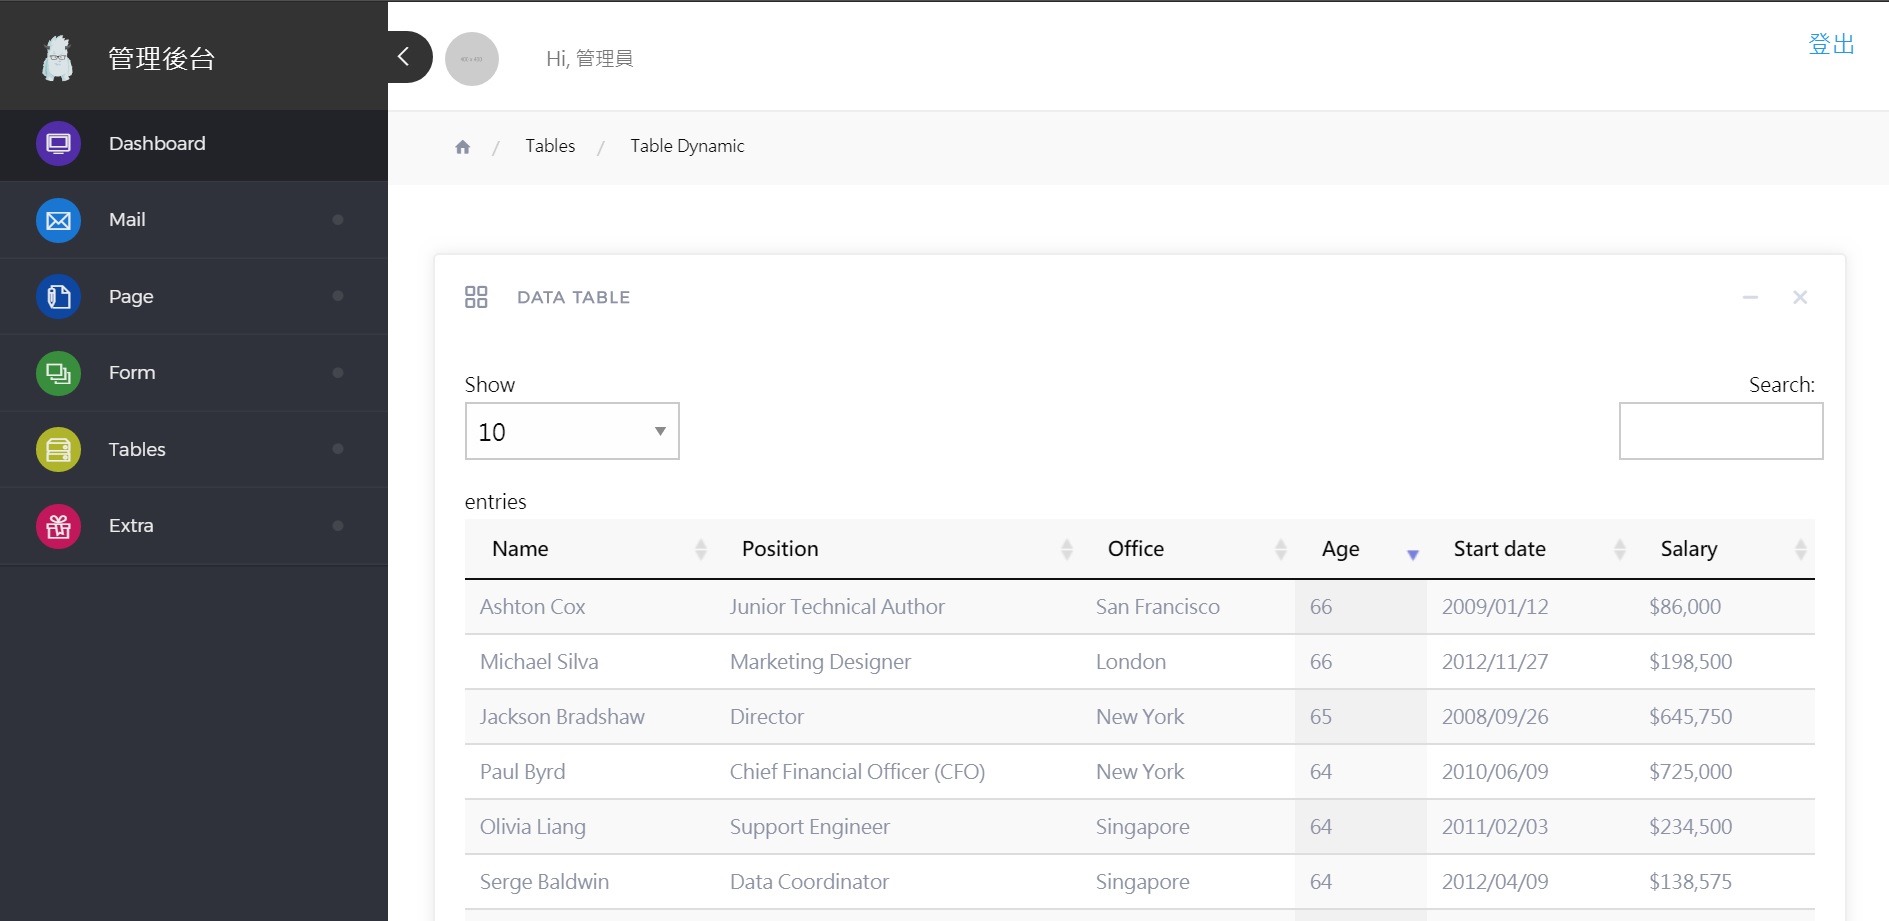 管理後台
Hi, 管理員
登出
Dashboard
Mail
Page
Form
Tables
Extra
/ Tables / Table Dynamic
DATA TABLE
Show
Search:
10
entries
Name Position Office Age Start date Salary
Ashton Cox Junior Technical Author San Francisco 66 2009/01/12 $86,000
Michael Silva Marketing Designer London 66 2012/11/27 $198,500
Jackson Bradshaw Director New York 65 2008/09/26 $645,750
Paul Byrd Chief Financial Officer (CFO) New York 64 2010/06/09 $725,000
Olivia Liang Support Engineer Singapore 64 2011/02/03 $234,500
Serge Baldwin Data Coordinator Singapore 64 2012/04/09 $138,575